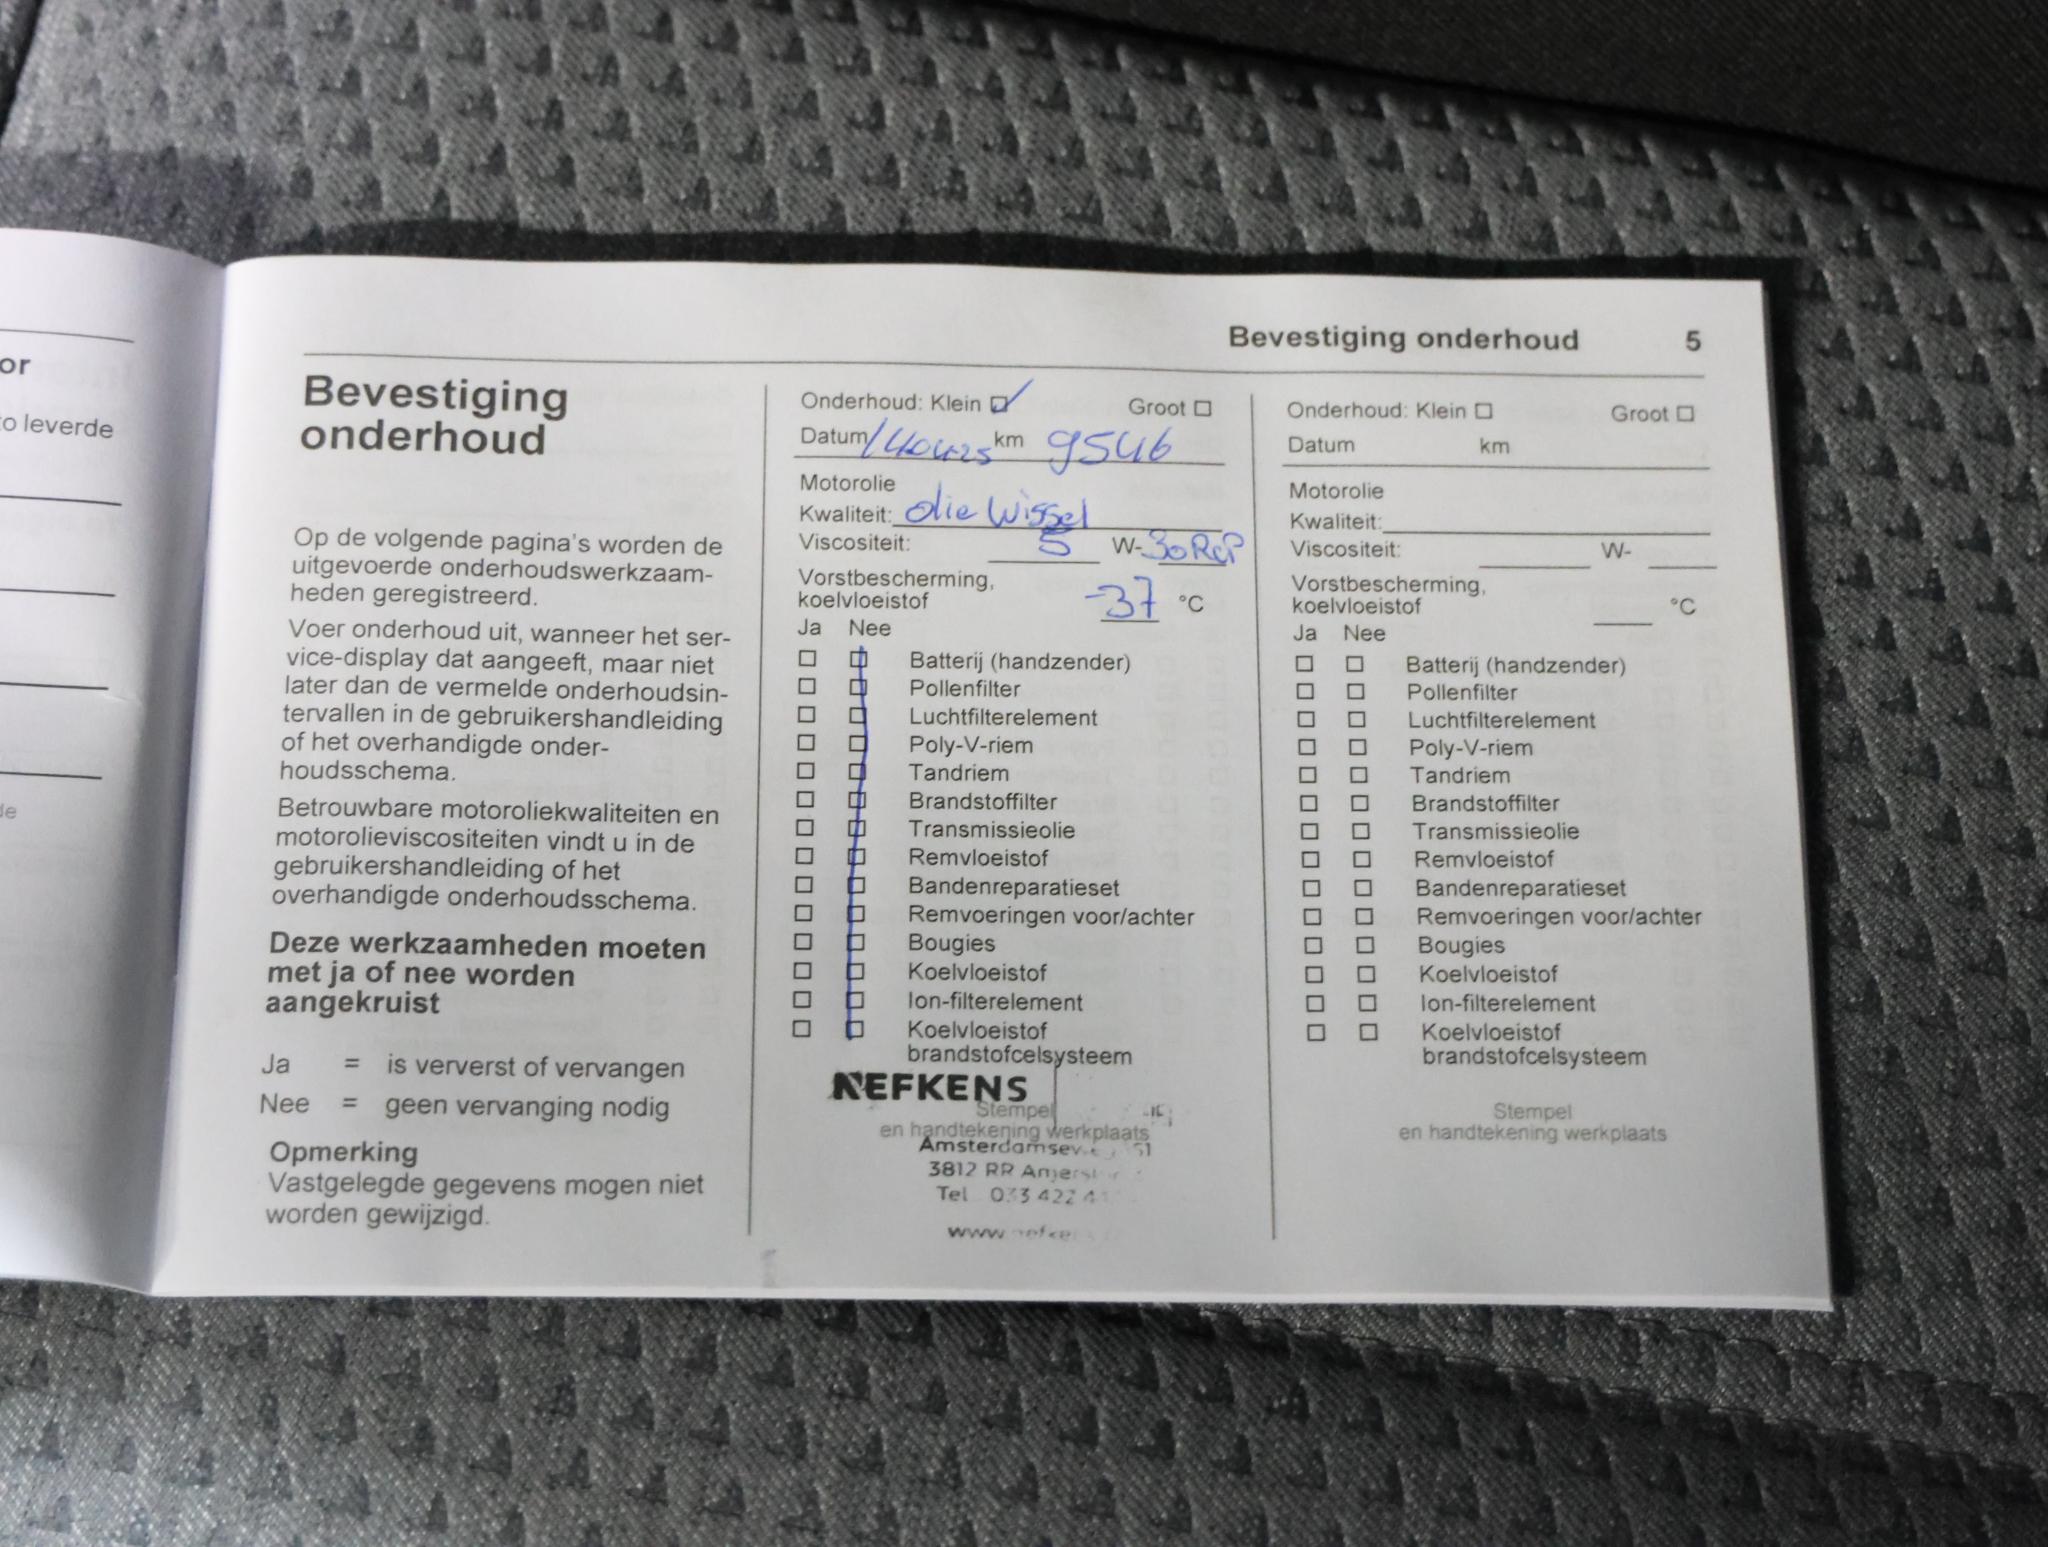 or
to leverde
de
Bevestiging onderhoud 5
Bevestiging
onderhoud
Op de volgende pagina's worden de
uitgevoerde onderhoudswerkzaam-
heden geregistreerd.
Voer onderhoud uit, wanneer het ser-
vice-display dat aangeeft, maar niet
later dan de vermelde onderhoudsin-
tervallen in de gebruikershandleiding
of het overhandigde onder-
houdsschema.
Betrouwbare motoroliekwaliteiten en
motorolieviscositeiten vindt u in de
gebruikershandleiding of het
overhandigde onderhoudsschema.
Deze werkzaamheden moeten
met ja of nee worden
aangekruist
Ja = is ververst of vervangen
Nee = geen vervanging nodig
Opmerking
Vastgelegde gegevens mogen niet
worden gewijzigd.
Onderhoud: Klein Groot
Datum km 9546
Motorolie
Kwaliteit: Olie Wissel
Viscositeit: 5 W-30
Vorstbescherming,
koelvloeistof -37 °C
Ja Nee
Batterij (handzender)
Pollenfilter
Luchtfilterelement
Poly-V-riem
Tandriem
Brandstoffilter
Transmissieolie
Remvloeistof
Bandenreparatieset
Remvoeringen voor/achter
Bougies
Koelvloeistof
Ion-filterelement
Koelvloeistof
brandstofcelsysteem
NEFKENS
Stempel
en handtekening werkplaats
3812 RR
Tel 033 422
www
Onderhoud: Klein Groot
Datum km
Motorolie
Kwaliteit:
Viscositeit: W-
Vorstbescherming,
koelvloeistof °C
Ja Nee
Batterij (handzender)
Pollenfilter
Luchtfilterelement
Poly-V-riem
Tandriem
Brandstoffilter
Transmissieolie
Remvloeistof
Bandenreparatieset
Remvoeringen voor/achter
Bougies
Koelvloeistof
Ion-filterelement
Koelvloeistof
brandstofcelsysteem
Stempel
en handtekening werkplaats